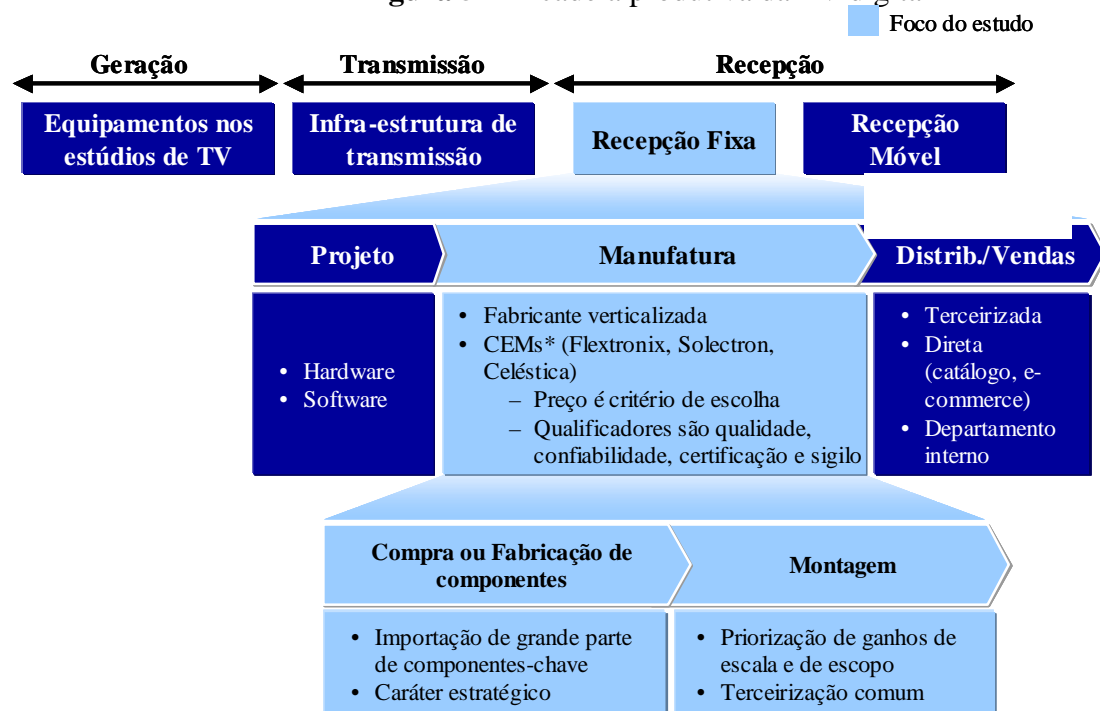 Foco do estudo
Geração
Transmissão
Recepção
Equipamentos nos
estúdios de TV
Infra-estrutura de
transmissão
Recepção Fixa
Recepção
Móvel
Projeto
Manufatura
Distrib./Vendas
• Hardware
• Software
• Fabricante verticalizada
• CEMs* (Flextronix, Solectron,
Celéstica)
– Preço é critério de escolha
– Qualificadores são qualidade,
confiabilidade, certificação e sigilo
• Terceirizada
• Direta
(catálogo, e-
commerce)
• Departamento
interno
Compra ou Fabricação de
componentes
Montagem
• Importação de grande parte
de componentes-chave
• Caráter estratégico
• Priorização de ganhos de
escala e de escopo
• Terceirização comum